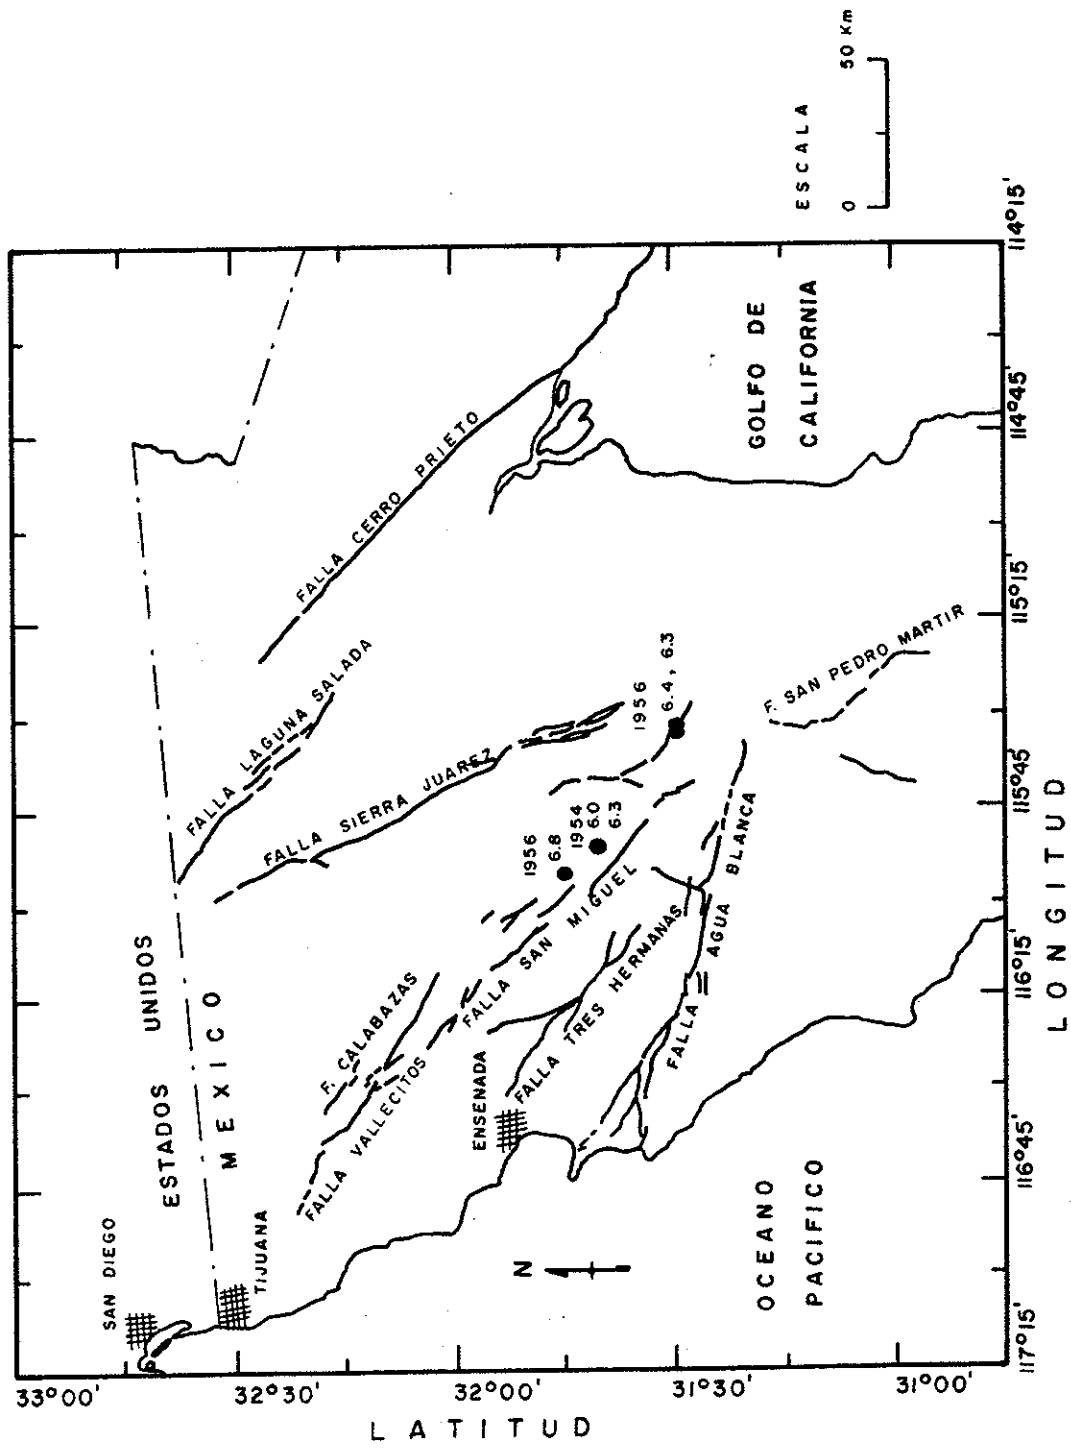 SAN DIEGO
ESTADOS UNIDOS
MEXICO
TIJUANA
FALLA LAGUNA SALADA
FALLA CERRO PRIETO
FALLA SIERRA JUAREZ
F. CALABAZAS
FALLA VALLECITOS
FALLA SAN MIGUEL
ENSENADA
FALLA TRES HERMANAS
FALLA AGUA BLANCA
F. SAN PEDRO MARTIR
1956
6.8
1954
6.0
6.3
1956
6.4, 6.3
GOLFO DE
CALIFORNIA
N
OCEANO
PACIFICO
33°00'
32°30'
32°00'
31°30'
31°00'
LATITUD
117°15'
116°45'
116°15'
115°45
115°15'
114°45'
114°15'
LONGITUD
ESCALA
0 50 Km